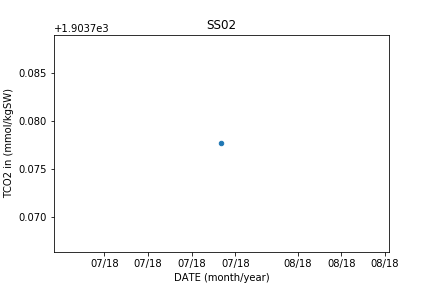 SS02
+1.9037e3
0.085
0.080
0.075
0.070
TCO2 in (mmol/kgSW)
07/18 07/18 07/18 07/18 08/18 08/18 08/18
DATE (month/year)